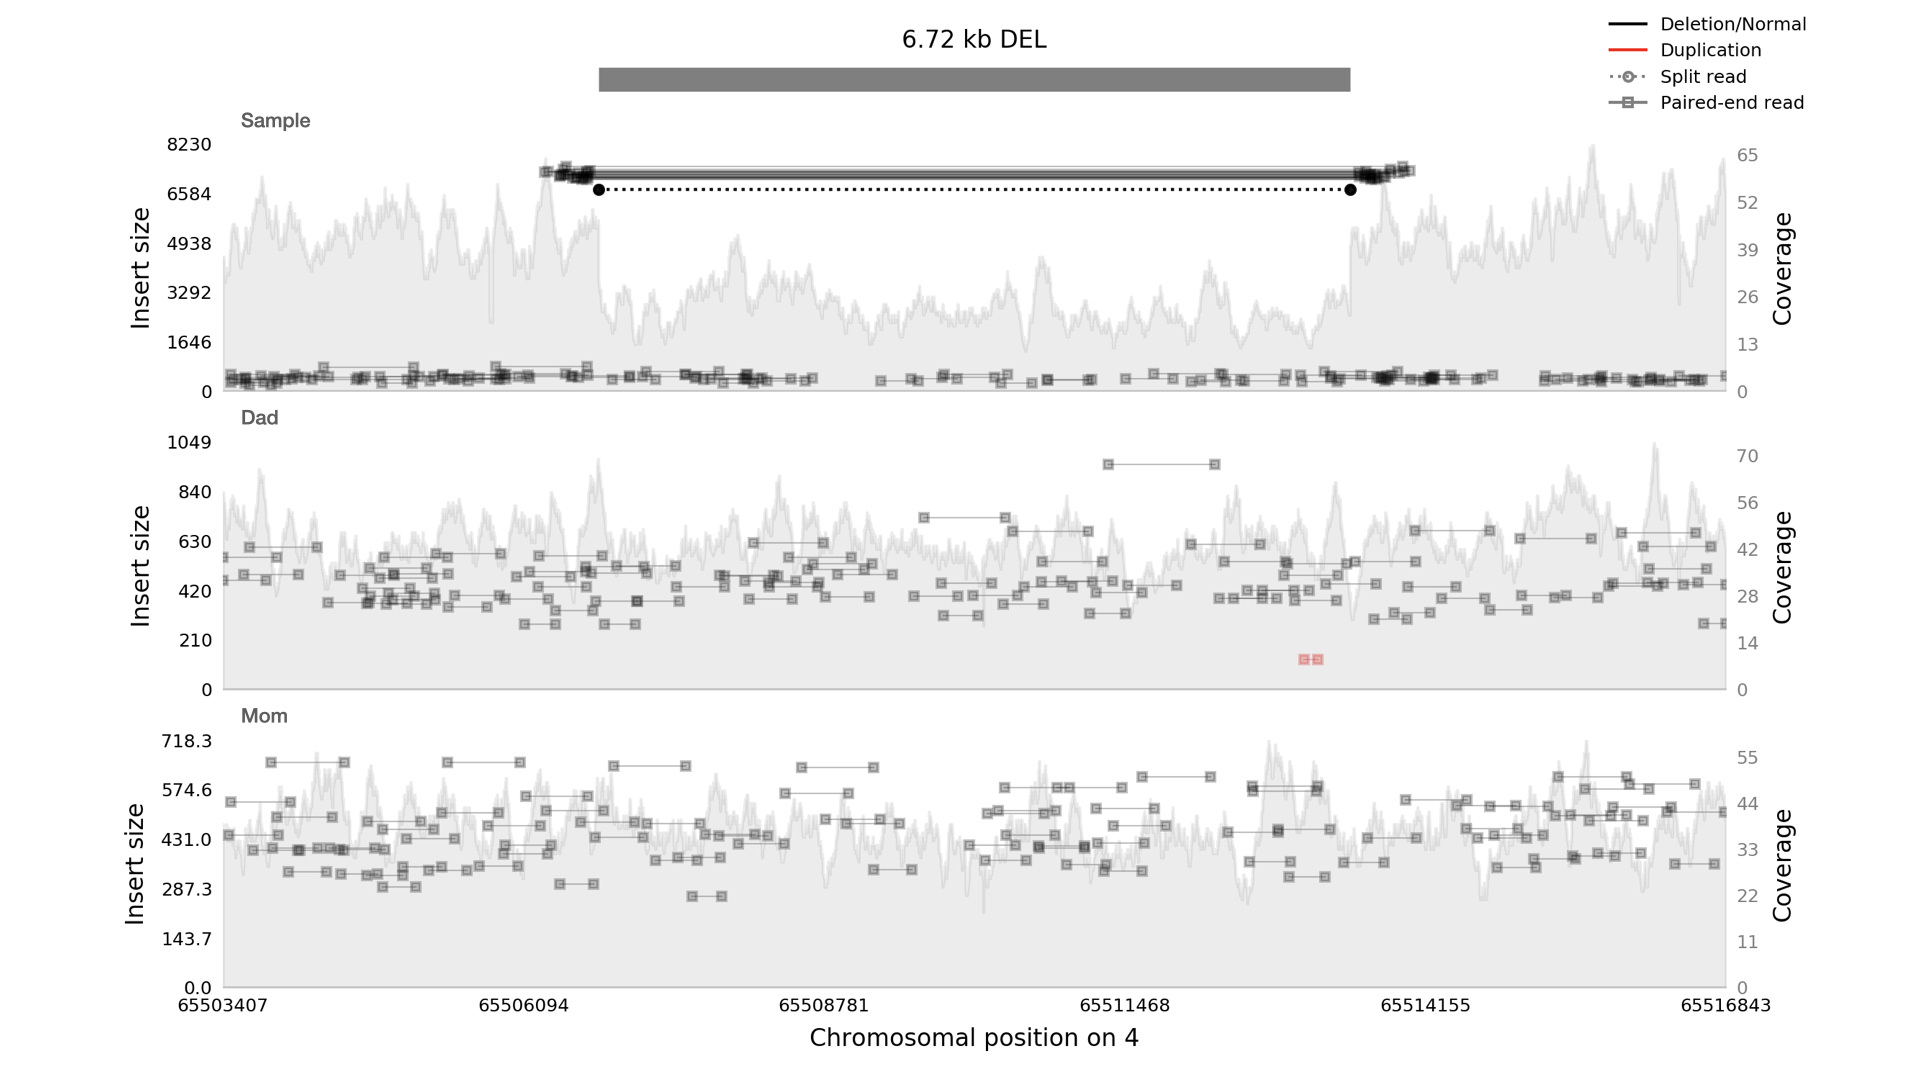 6.72 kb DEL
Deletion/Normal
Duplication
Split read
Paired-end read
Sample
8230
6584
4938
3292
1646
0
Insert size
65
52
39
26
13
0
Coverage
Dad
1049
840
630
420
210
0
Insert size
70
56
42
28
14
0
Coverage
Mom
718.3
574.6
431.0
287.3
143.7
0.0
Insert size
55
44
33
22
11
0
Coverage
65503407 65506094 65508781 65511468 65514155 65516843
Chromosomal position on 4